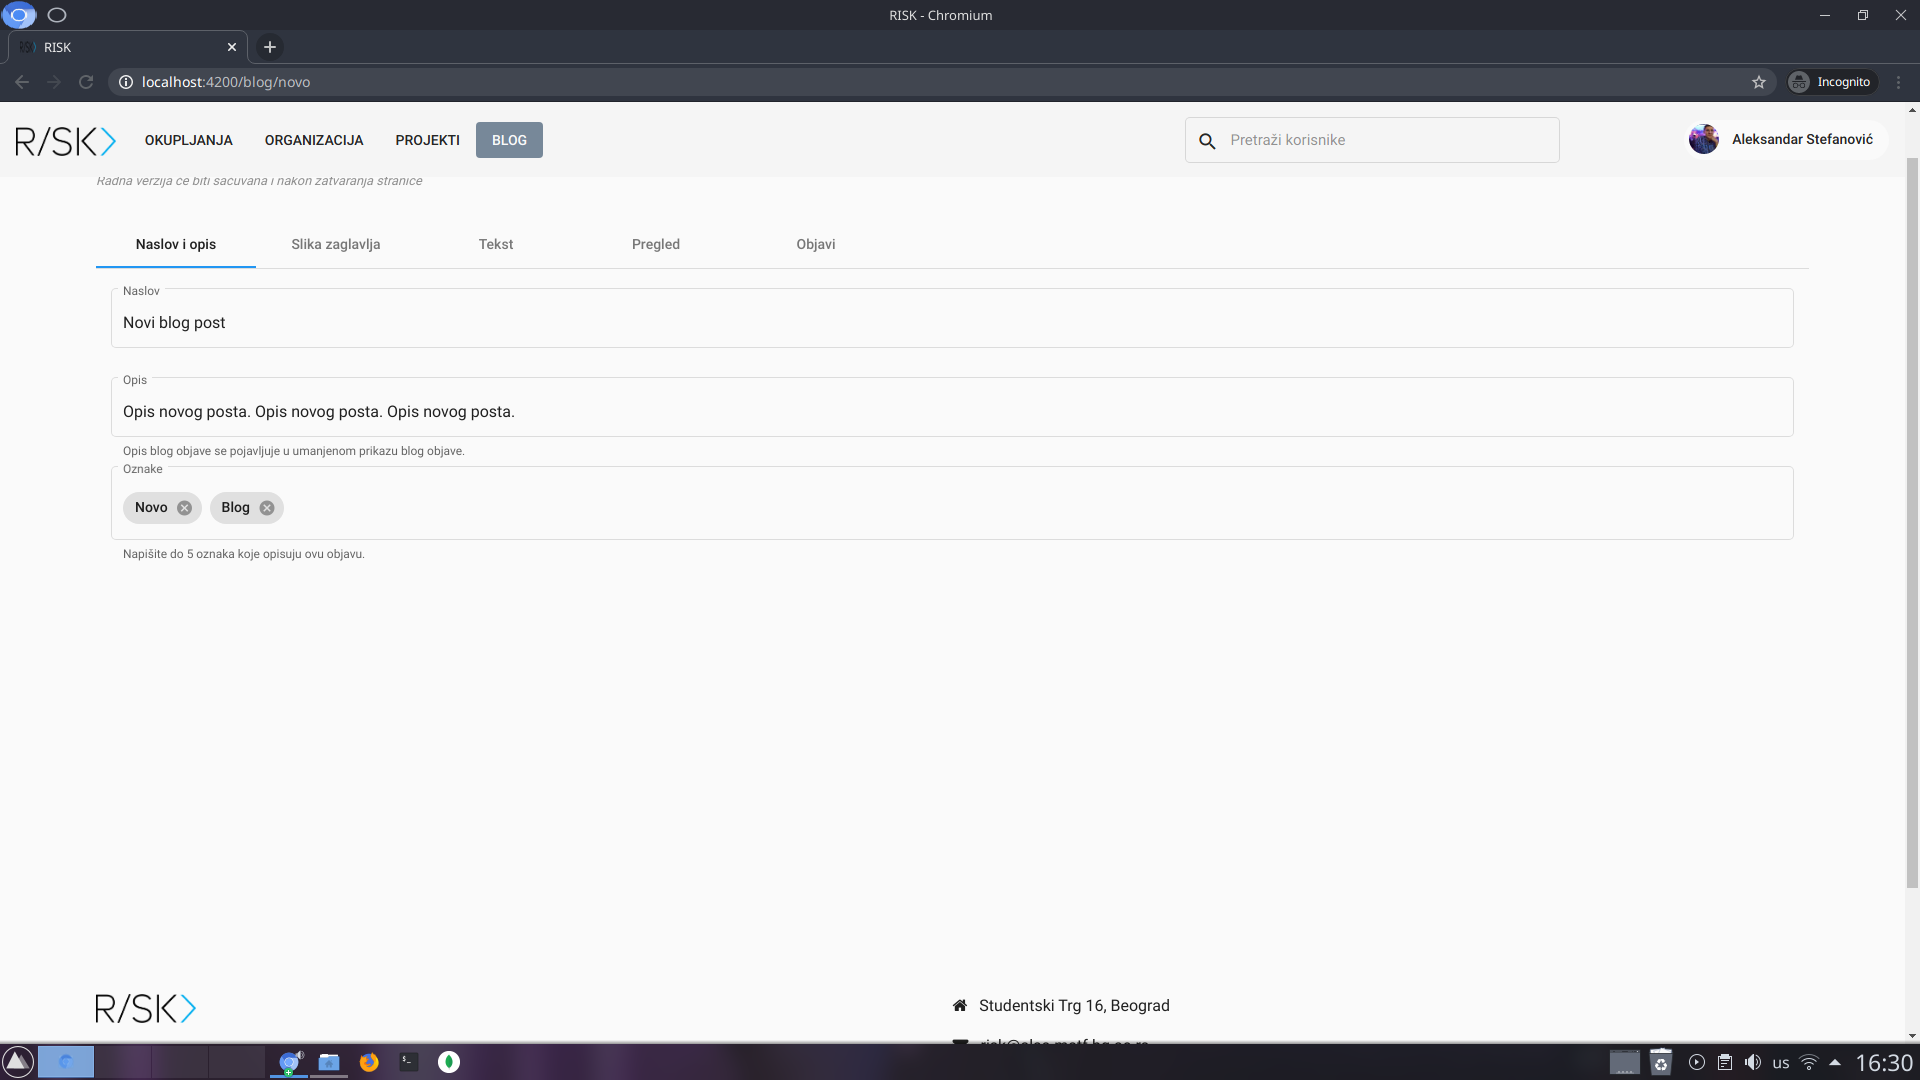 RISK - Chromium
RISK
localhost:4200/blog/novo
Incognito
R/SK>
OKUPLJANJA
ORGANIZACIJA
PROJEKTI
BLOG
Pretraži korisnike
Aleksandar Stefanović
Radna verzija će biti sačuvana i nakon zatvaranja stranice
Naslov i opis
Slika zaglavlja
Tekst
Pregled
Objavi
Naslov
Novi blog post
Opis
Opis novog posta. Opis novog posta. Opis novog posta.
Opis blog objave se pojavljuje u umanjenom prikazu blog objave.
Oznake
Novo
Blog
Napišite do 5 oznaka koje opisuju ovu objavu.
R/SK>
Studentski Trg 16, Beograd
us
16:30